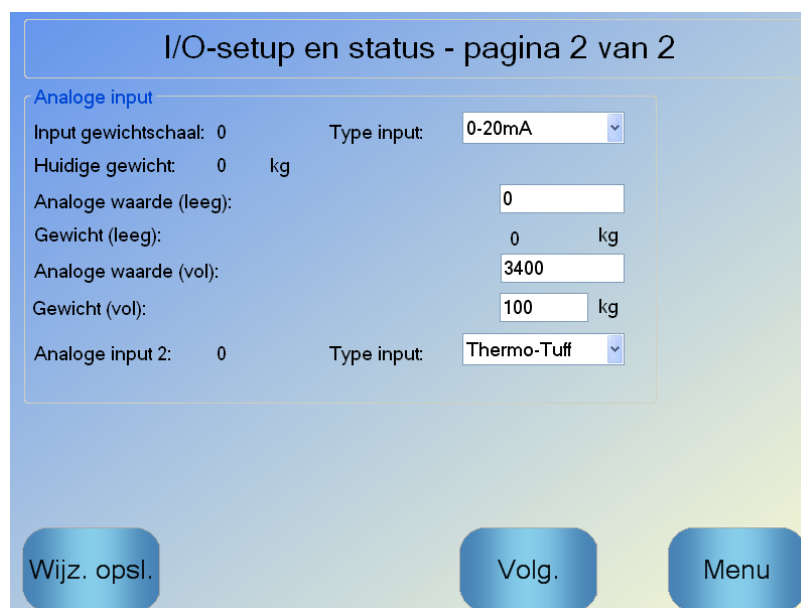 I/O-setup en status - pagina 2 van 2
Analoge input
Input gewichtschaal: 0 Type input: 0-20mA
Huidige gewicht: 0 kg
Analoge waarde (leeg): 0
Gewicht (leeg): 0 kg
Analoge waarde (vol): 3400
Gewicht (vol): 100 kg
Analoge input 2: 0 Type input: Thermo-Tuff
Wijz. opsl. Volg. Menu